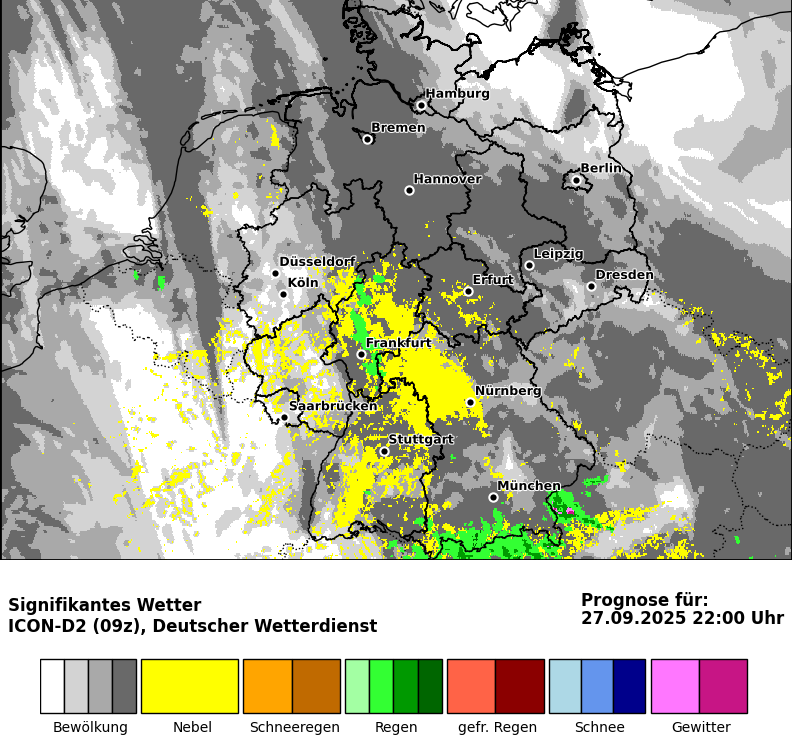 Hamburg
Bremen
Berlin
Hannover
Düsseldorf
Leipzig
Köln
Erfurt
Dresden
Frankfurt
Nürnberg
Saarbrücken
Stuttgart
München
Signifikantes Wetter
ICON-D2 (09z), Deutscher Wetterdienst
Prognose für:
27.09.2025 22:00 Uhr
Bewölkung Nebel Schneeregen Regen gefr. Regen Schnee Gewitter